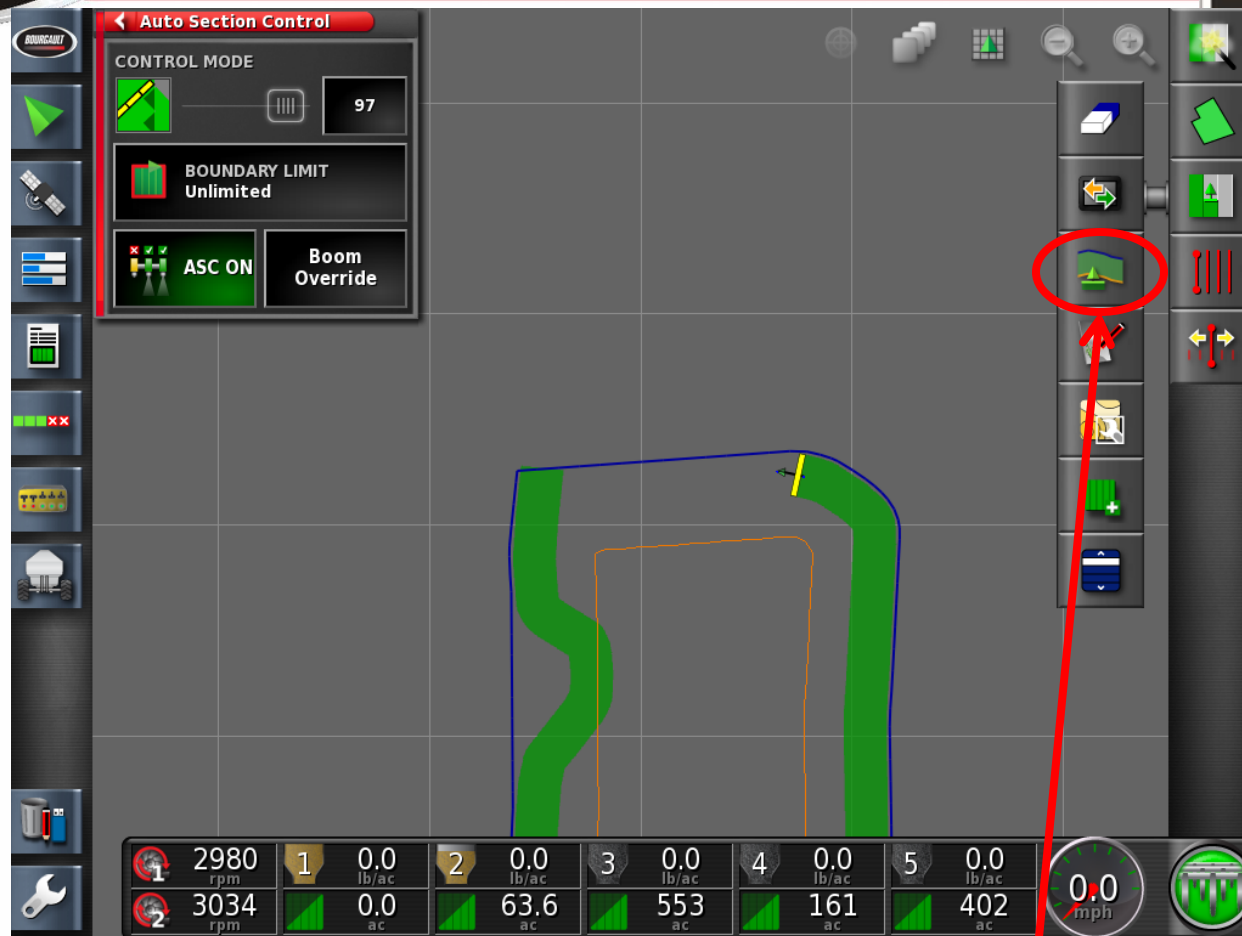 BOURGAULT
Auto Section Control
CONTROL MODE
97
BOUNDARY LIMIT
Unlimited
ASC ON
Boom
Override
1
2980
rpm
1
0.0
lb/ac
2
0.0
lb/ac
3
0.0
lb/ac
4
0.0
lb/ac
5
0.0
lb/ac
2
3034
rpm
0.0
ac
63.6
ac
553
ac
161
ac
402
ac
0.0
mph